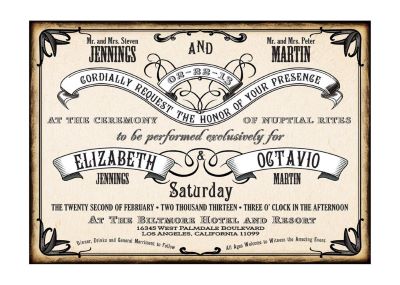 Mr. and Mrs. Steven
JENNINGS
AND
Mr. and Mrs. Peter
MARTIN
02-22-13
CORDIALLY REQUEST THE HONOR OF YOUR PRESENCE
AT THE CEREMONY OF NUPTIAL RITES
to be performed exclusively for
ELIZABETH
JENNINGS
&
OCTAVIO
MARTIN
Saturday
THE TWENTY SECOND OF FEBRUARY • TWO THOUSAND THIRTEEN • THREE O' CLOCK IN THE AFTERNOON
AT THE BILTMORE HOTEL AND RESORT
16345 WEST PALMDALE BOULEVARD
LOS ANGELES, CALIFORNIA 11099
Dinner, Drinks and General Merriment to Follow
All Ages Welcome to Witness the Amazing Event